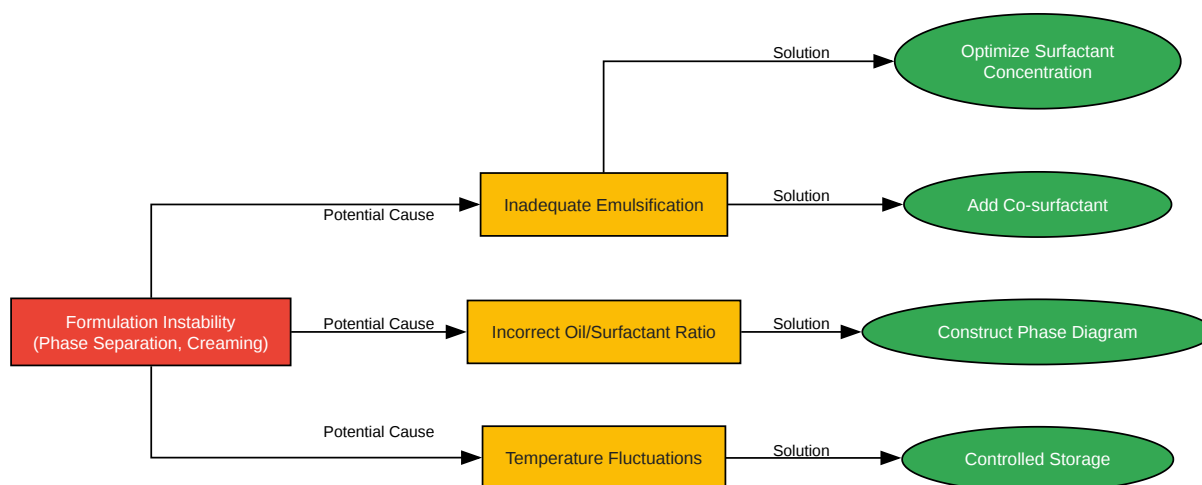 Solution
Optimize Surfactant
Concentration
Potential Cause
Inadequate Emulsification
Solution
Add Co-surfactant
Formulation Instability
(Phase Separation, Creaming)
Potential Cause
Incorrect Oil/Surfactant Ratio
Solution
Construct Phase Diagram
Potential Cause
Temperature Fluctuations
Solution
Controlled Storage